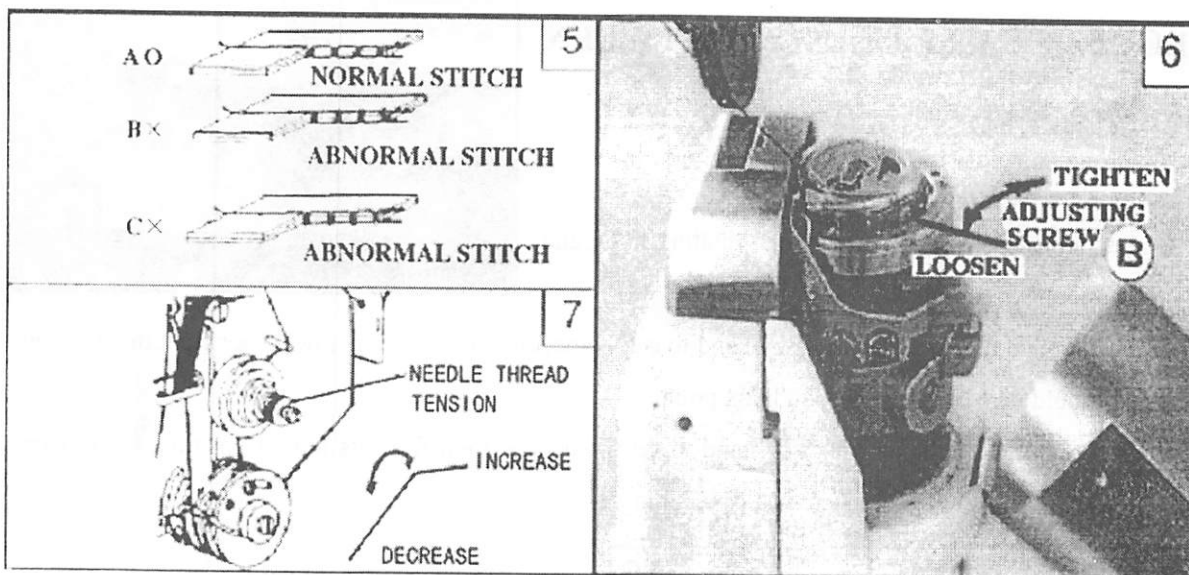 5
A O
NORMAL STITCH
B ×
ABNORMAL STITCH
C ×
ABNORMAL STITCH
6
TIGHTEN
ADJUSTING
SCREW
B
LOOSEN
7
NEEDLE THREAD
TENSION
INCREASE
DECREASE